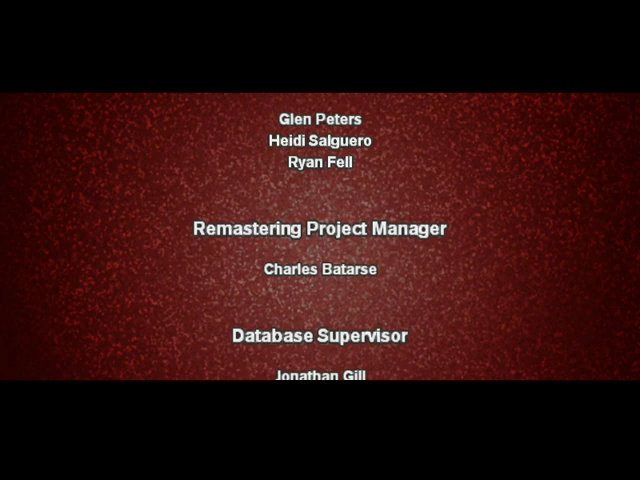 Glen Peters
Heidi Salguero
Ryan Fell
Remastering Project Manager
Charles Batarse
Database Supervisor
Jonathan Gill